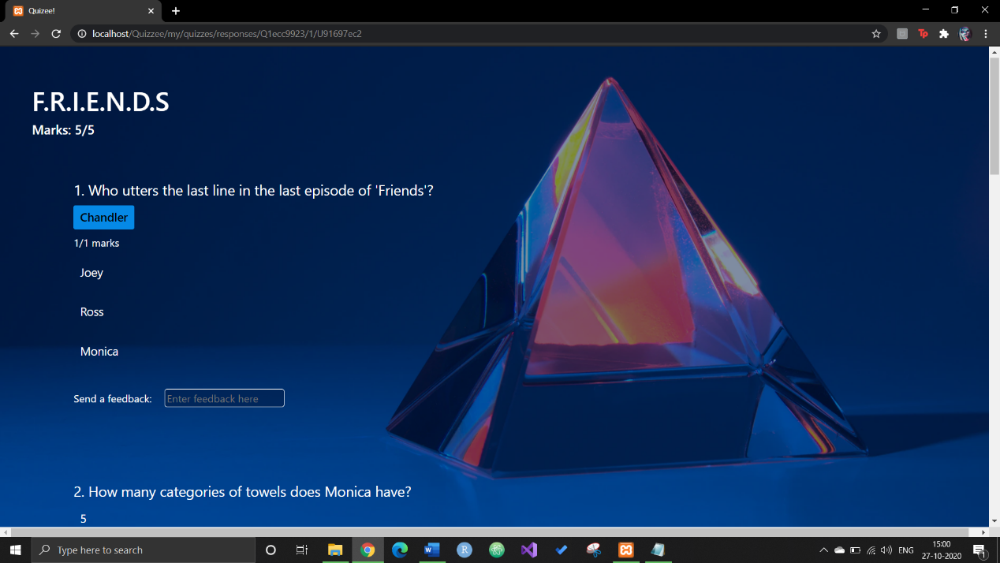 Quizee!
localhost/Quizzee/my/quizzes/responses/Q1ecc9923/1/U91697ec2
Tp
F.R.I.E.N.D.S
Marks: 5/5
1. Who utters the last line in the last episode of 'Friends'?
Chandler
1/1 marks
Joey
Ross
Monica
Send a feedback: Enter feedback here
2. How many categories of towels does Monica have?
5
Type here to search
W
R
ENG
15:00
27-10-2020
1